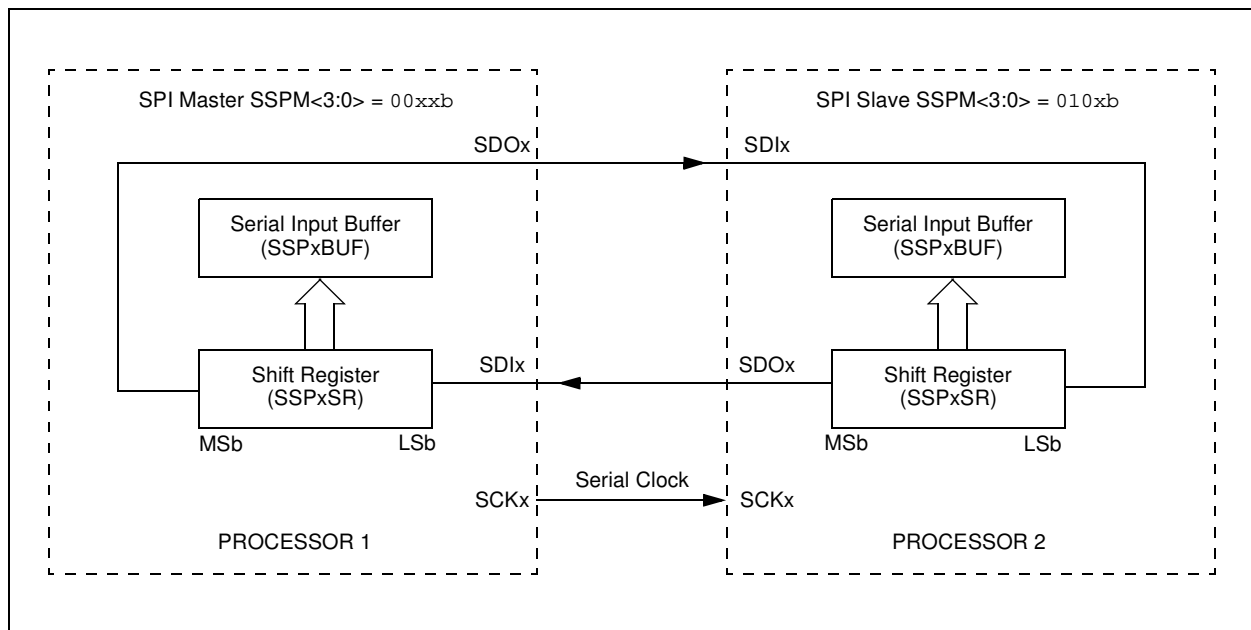 SPI Master SSPM<3:0> = 00xxb
SPI Slave SSPM<3:0> = 010xb
SDOx
SDIx
Serial Input Buffer
(SSPxBUF)
Serial Input Buffer
(SSPxBUF)
SDIx
SDOx
Shift Register
(SSPxSR)
Shift Register
(SSPxSR)
MSb
LSb
MSb
LSb
Serial Clock
SCKx
SCKx
PROCESSOR 1
PROCESSOR 2